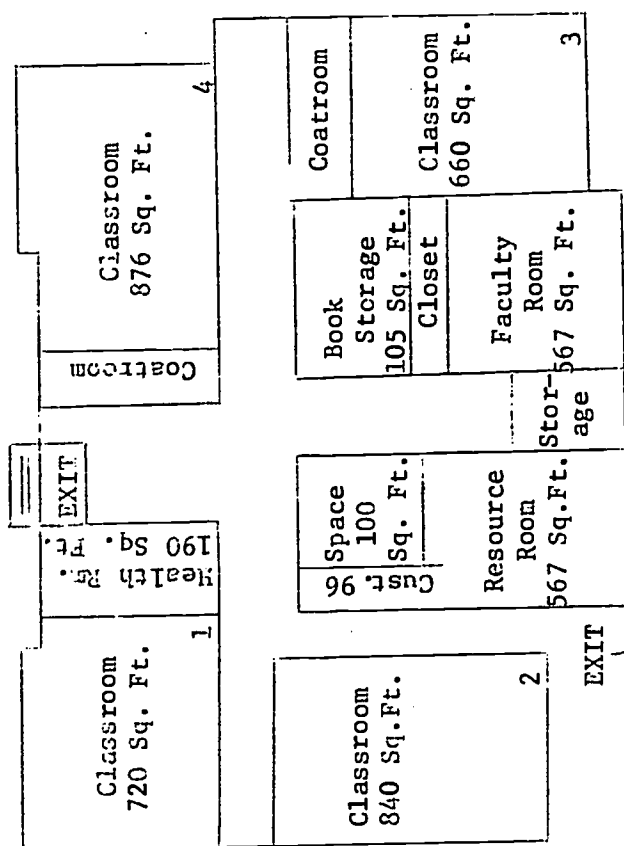 Classroom
720 Sq. Ft.
1
Health Rm.
190 Sq. Ft.
EXIT
Coatroom
Classroom
876 Sq. Ft.
4
Classroom
840 Sq.Ft.
2
Cust. 96
Space
100
Sq. Ft.
Resource
Room
567 Sq.Ft.
EXIT
Stor-
age
Book
Storage
105 Sq. Ft.
Closet
Faculty
Room
567 Sq. Ft.
Coatroom
Classroom
660 Sq. Ft.
3